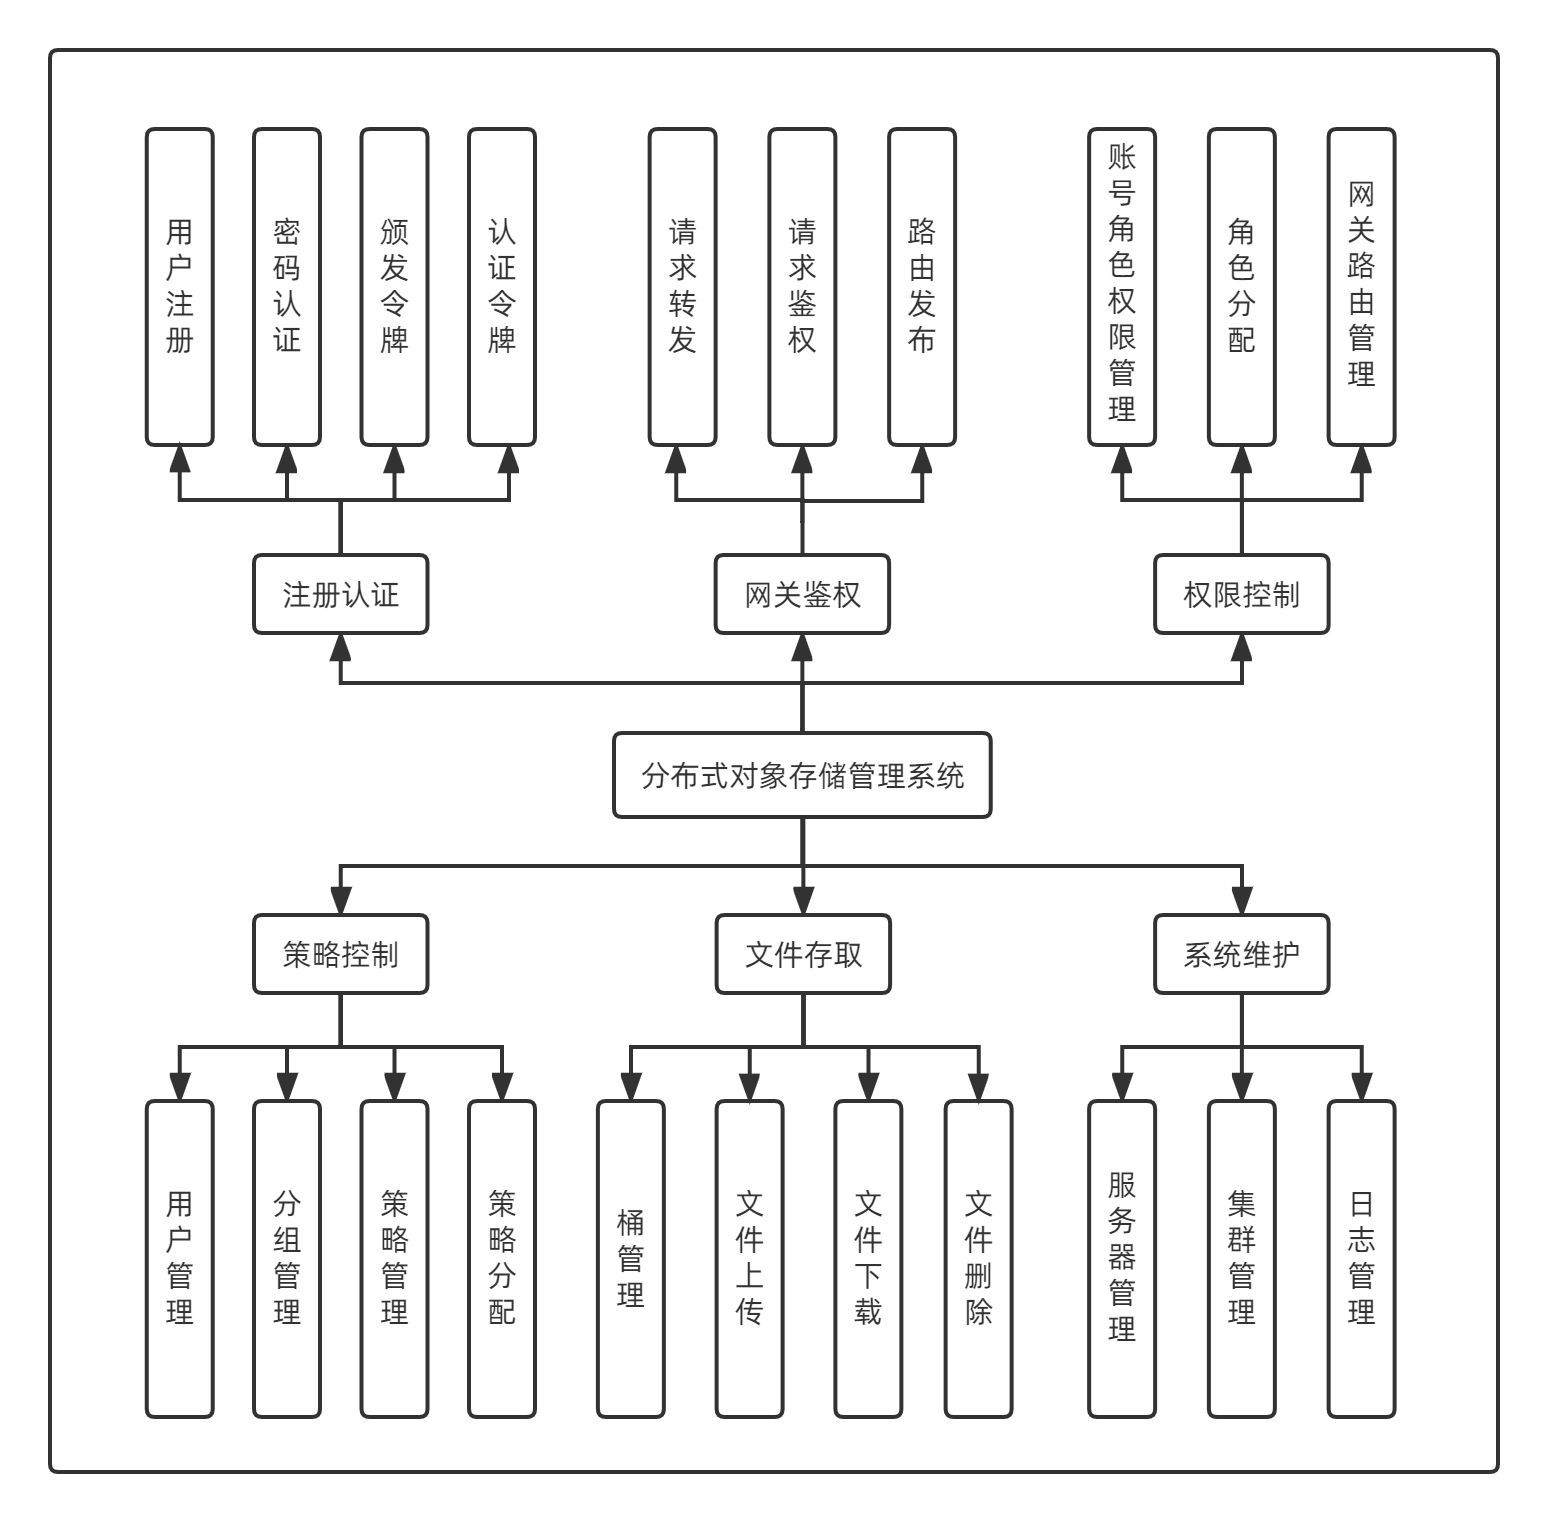 用户注册
密码认证
颁发令牌
认证令牌
请求转发
请求鉴权
路由发布
账号角色权限管理
角色分配
网关路由管理
注册认证
网关鉴权
权限控制
分布式对象存储管理系统
策略控制
文件存取
系统维护
用户管理
分组管理
策略管理
策略分配
桶管理
文件上传
文件下载
文件删除
服务器管理
集群管理
日志管理